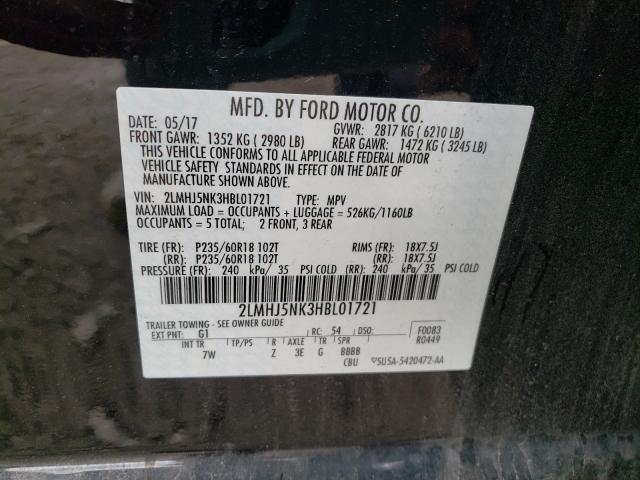 MFD. BY FORD MOTOR CO.
DATE: 05/17 GVWR: 2817 KG ( 6210 LB)
FRONT GAWR: 1352 KG ( 2980 LB) REAR GAWR: 1472 KG ( 3245 LB)
THIS VEHICLE CONFORMS TO ALL APPLICABLE FEDERAL MOTOR
VEHICLE SAFETY STANDARDS IN EFFECT ON THE DATE OF
MANUFACTURE SHOWN ABOVE.
VIN: 2LMHJ5NK3HBL01721 TYPE: MPV
MAXIMUM LOAD = OCCUPANTS + LUGGAGE = 526KG/1160LB
OCCUPANTS = 5 TOTAL; 2 FRONT, 3 REAR
TIRE (FR): P235/60R18 102T RIMS (FR): 18X7.5J
(RR): P235/60R18 102T (RR): 18X7.5J
PRESSURE (FR): 240 kPa/ 35 PSI COLD (RR): 240 kPa/ 35 PSI COLD
2LMHJ5NK3HBL01721
TRAILER TOWING - SEE OWNER GUIDE
EXT PNT: G1 RC: 54 DSO: F0083
R0449
INT TR TP/PS R AXLE TR SPR
7W Z 3E G BBBB
CBU 5U5A-5420472-AA